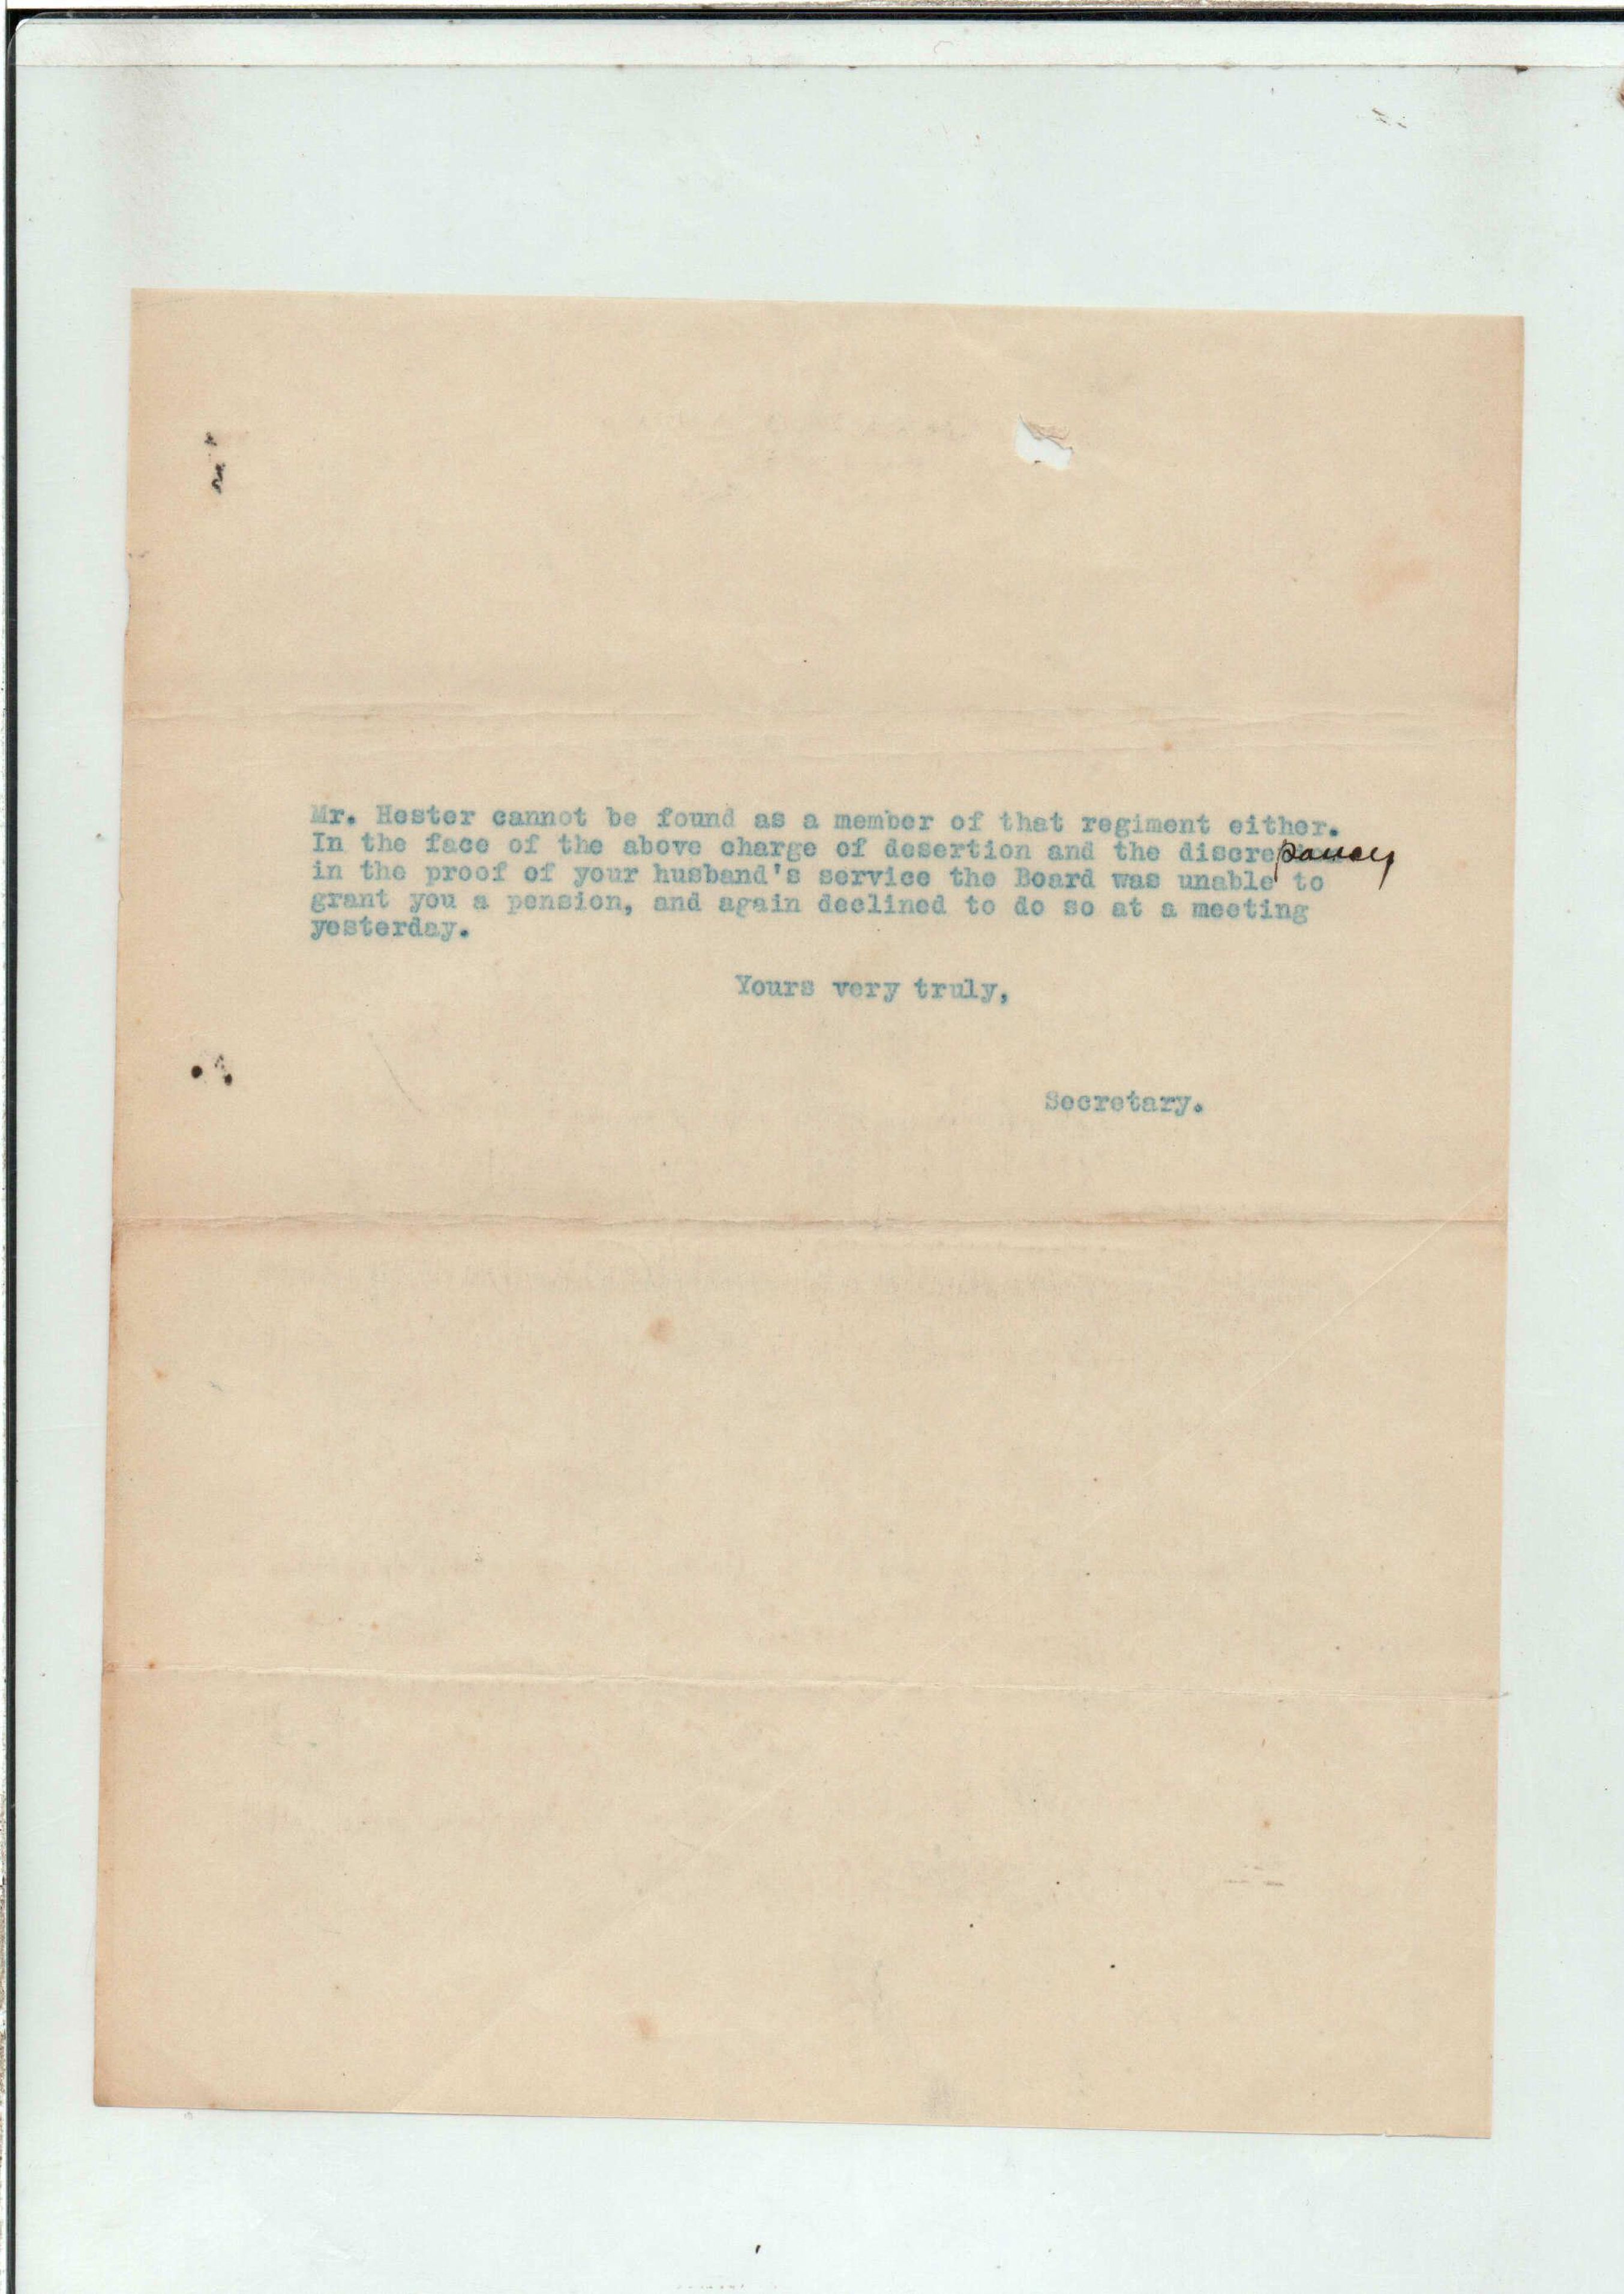 Mr. Hester cannot be found as a member of that regiment either.
In the face of the above charge of desertion and the discrepancy
in the proof of your husband's service the Board was unable to
grant you a pension, and again declined to do so at a meeting
yesterday.
Yours very truly,
Secretary.